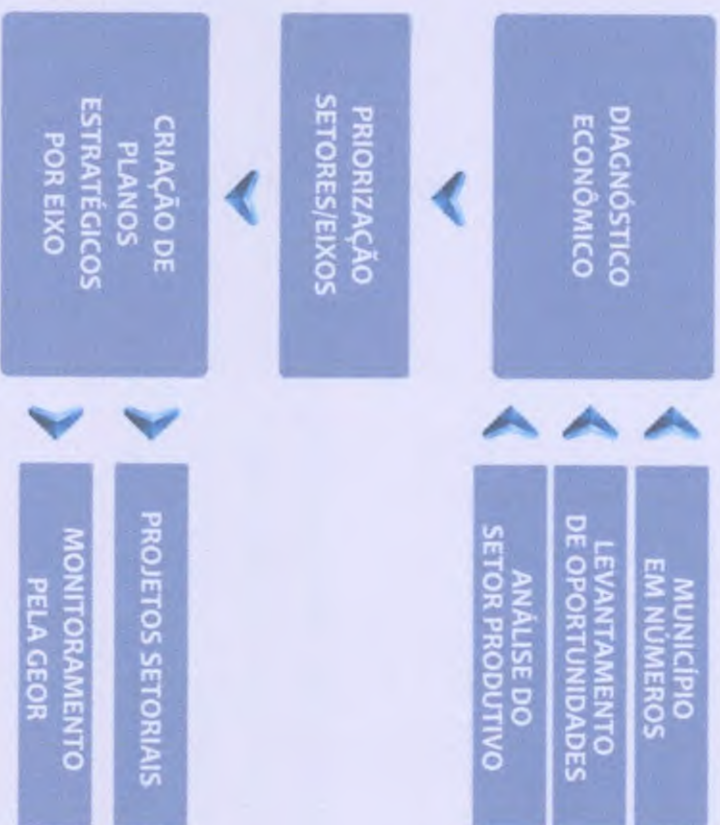 DIAGNÓSTICO
ECONÔMICO
MUNICÍPIO
EM NÚMEROS
LEVANTAMENTO
DE OPORTUNIDADES
ANÁLISE DO
SETOR PRODUTIVO
PRIORIZAÇÃO
SETORES/EIXOS
CRIAÇÃO DE
PLANOS
ESTRATÉGICOS
POR EIXO
PROJETOS SETORIAIS
MONITORAMENTO
PELA GEOR